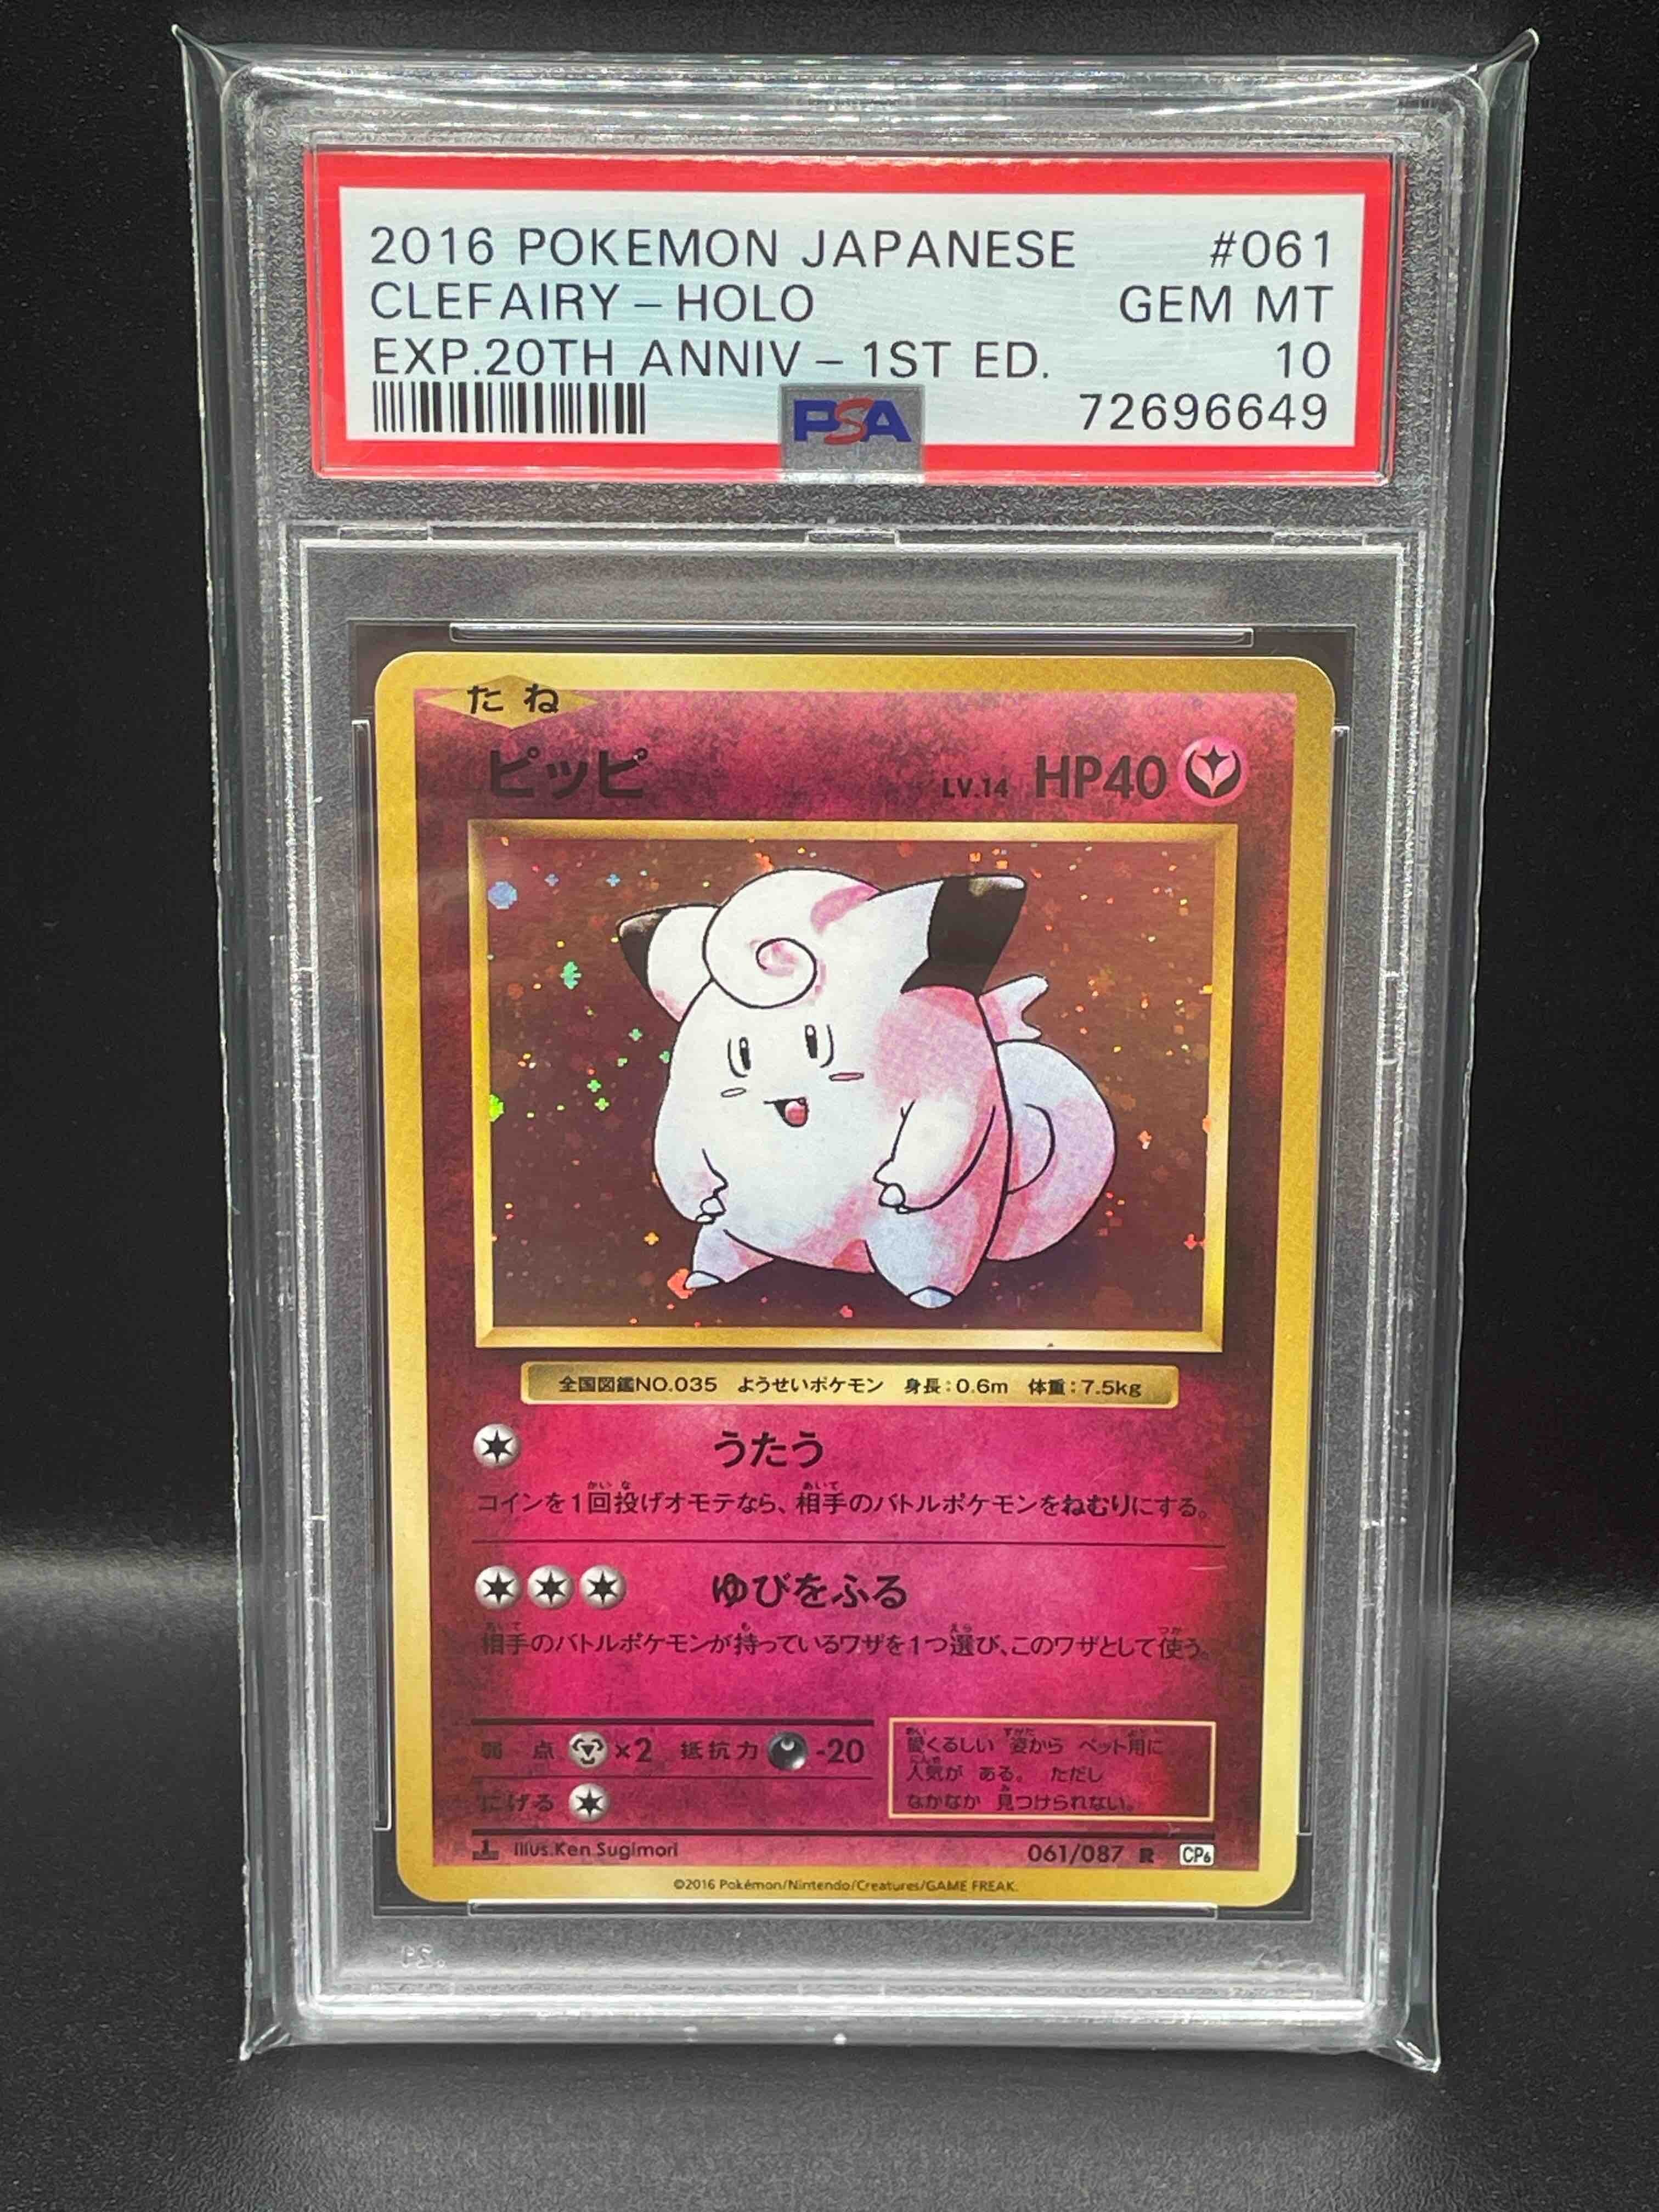 2016 POKEMON JAPANESE #061
CLEFAIRY - HOLO GEM MT
EXP.20TH ANNIV - 1ST ED. 10
PSA 72696649
たね
ピッピ LV.14 HP40
全国図鑑NO.035 ようせいポケモン 身長:0.6m 体重:7.5kg
うたう
コインを1回投げオモテなら、相手のバトルポケモンをねむりにする。
ゆびをふる
相手のバトルポケモンが持っているワザを1つ選び、このワザとして使う。
弱 点 ×2 抵抗力 -20
にげる
愛くるしい 姿から ペット用に
人気が ある。 ただし
なかなか 見つけられない。
1 Illus.Ken Sugimori 061/087 R CP6
©2016 Pokémon/Nintendo/Creatures/GAME FREAK.